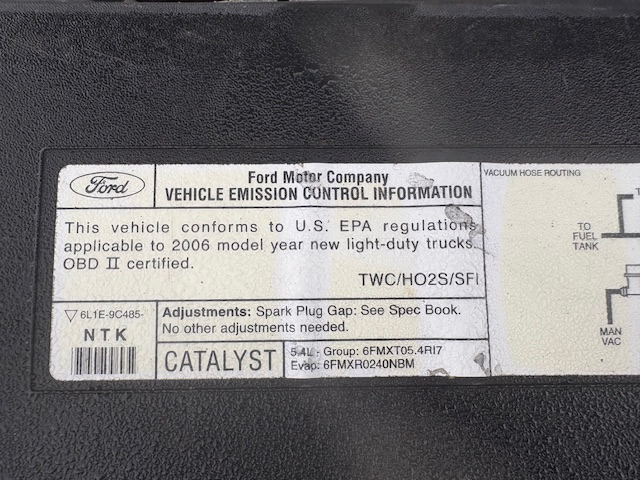 Ford
Ford Motor Company
VEHICLE EMISSION CONTROL INFORMATION
This vehicle conforms to U.S. EPA regulations
applicable to 2006 model year new light-duty trucks.
OBD II certified.
TWC/HO2S/SFI
6L1E-9C485-
NTK
Adjustments: Spark Plug Gap: See Spec Book.
No other adjustments needed.
CATALYST
5.4L - Group: 6FMXT05.4RI7
Evap: 6FMXR0240NBM
VACUUM HOSE ROUTING
TO
FUEL
TANK
MAN
VAC